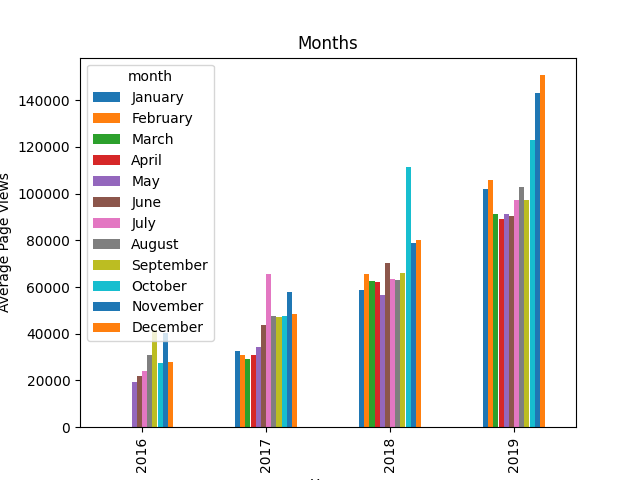 Months
month
January
February
March
April
May
June
July
August
September
October
November
December
Average Page Views
140000
120000
100000
80000
60000
40000
20000
0
2016
2017
2018
2019